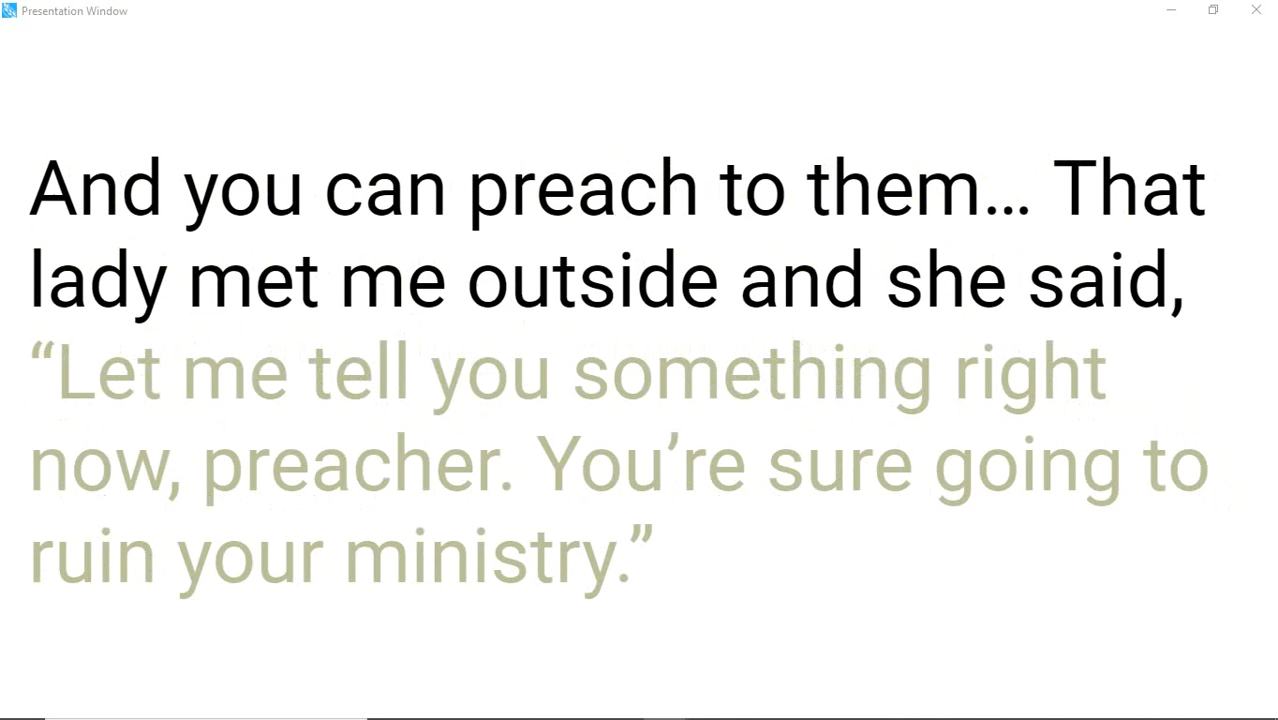 Presentation Window
And you can preach to them… That
lady met me outside and she said,
“Let me tell you something right
now, preacher. You’re sure going to
ruin your ministry.”